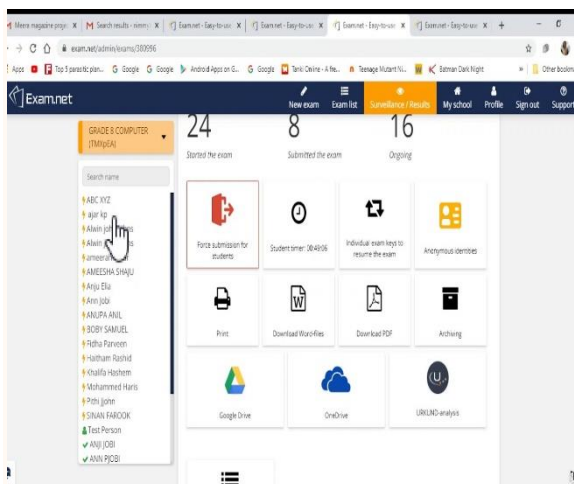 Meera magazine projec
Search results - nimmi
Exam.net - Easy-to-use
Exam.net - Easy-to-use
Exam.net - Easy-to-use
Exam.net - Easy-to-use
exam.net/admin/exams/380996
Apps
Top 5 parasitic plan...
Google
Google
Android Apps on G...
Google
Tanki Online - A fre...
Teenage Mutant Ni...
Batman Dark Night
Other bookm
Exam.net
New exam
Exam list
Surveillance / Results
My school
Profile
Sign out
Support
GRADE 8 COMPUTER
(TMXpEA)
Search name
ABC XYZ
ajar kp
Alwin
Alwin
AMEESHA SHAJU
Anju Elia
Ann Jobi
ANUPA ANIL
BOBY SAMUEL
Fidha Parveen
Haitham Rashid
Khalifa Hashem
Mohammed Haris
Pithi Jjohn
SINAN FAROOK
Test Person
ANJI JOBI
ANN PJOBI
24
Started the exam
8
Submitted the exam
16
Ongoing
Force submission for
students
Student timer: 00:49:06
Individual exam keys to
resume the exam
Anonymous identities
Print
Download Word-files
Download PDF
Archiving
Google Drive
OneDrive
URKUND-analysis